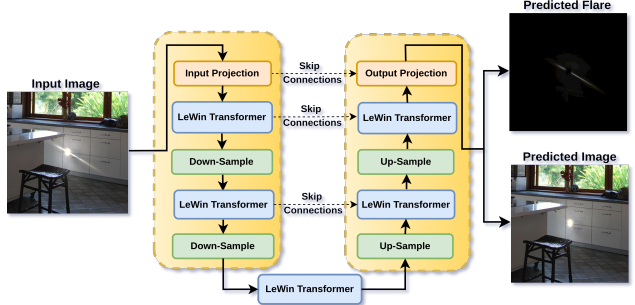 Input Image
Input Projection
LeWin Transformer
Down-Sample
LeWin Transformer
Down-Sample
LeWin Transformer
Skip
Connections
Skip
Connections
Skip
Connections
Output Projection
LeWin Transformer
Up-Sample
LeWin Transformer
Up-Sample
Predicted Flare
Predicted Image